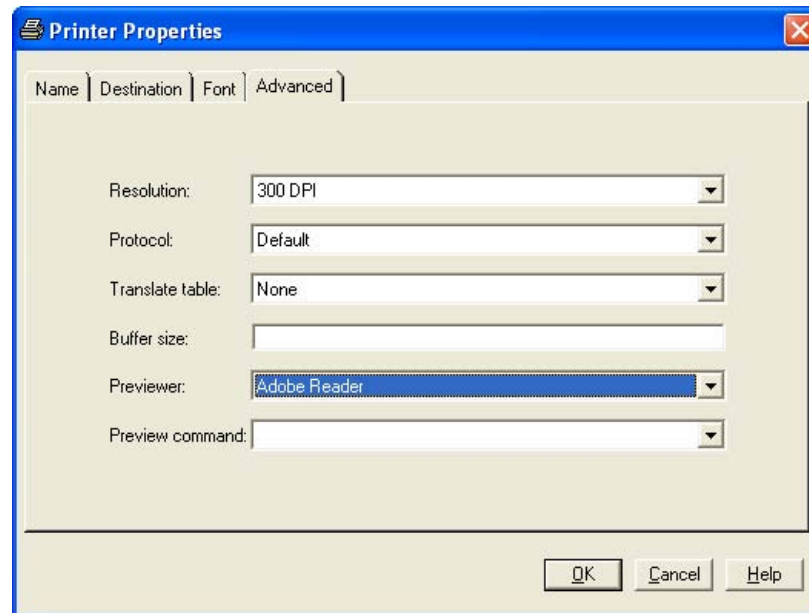 Printer Properties
Name Destination Font Advanced
Resolution: 300 DPI
Protocol: Default
Translate table: None
Buffer size:
Previewer: Adobe Reader
Preview command:
OK Cancel Help